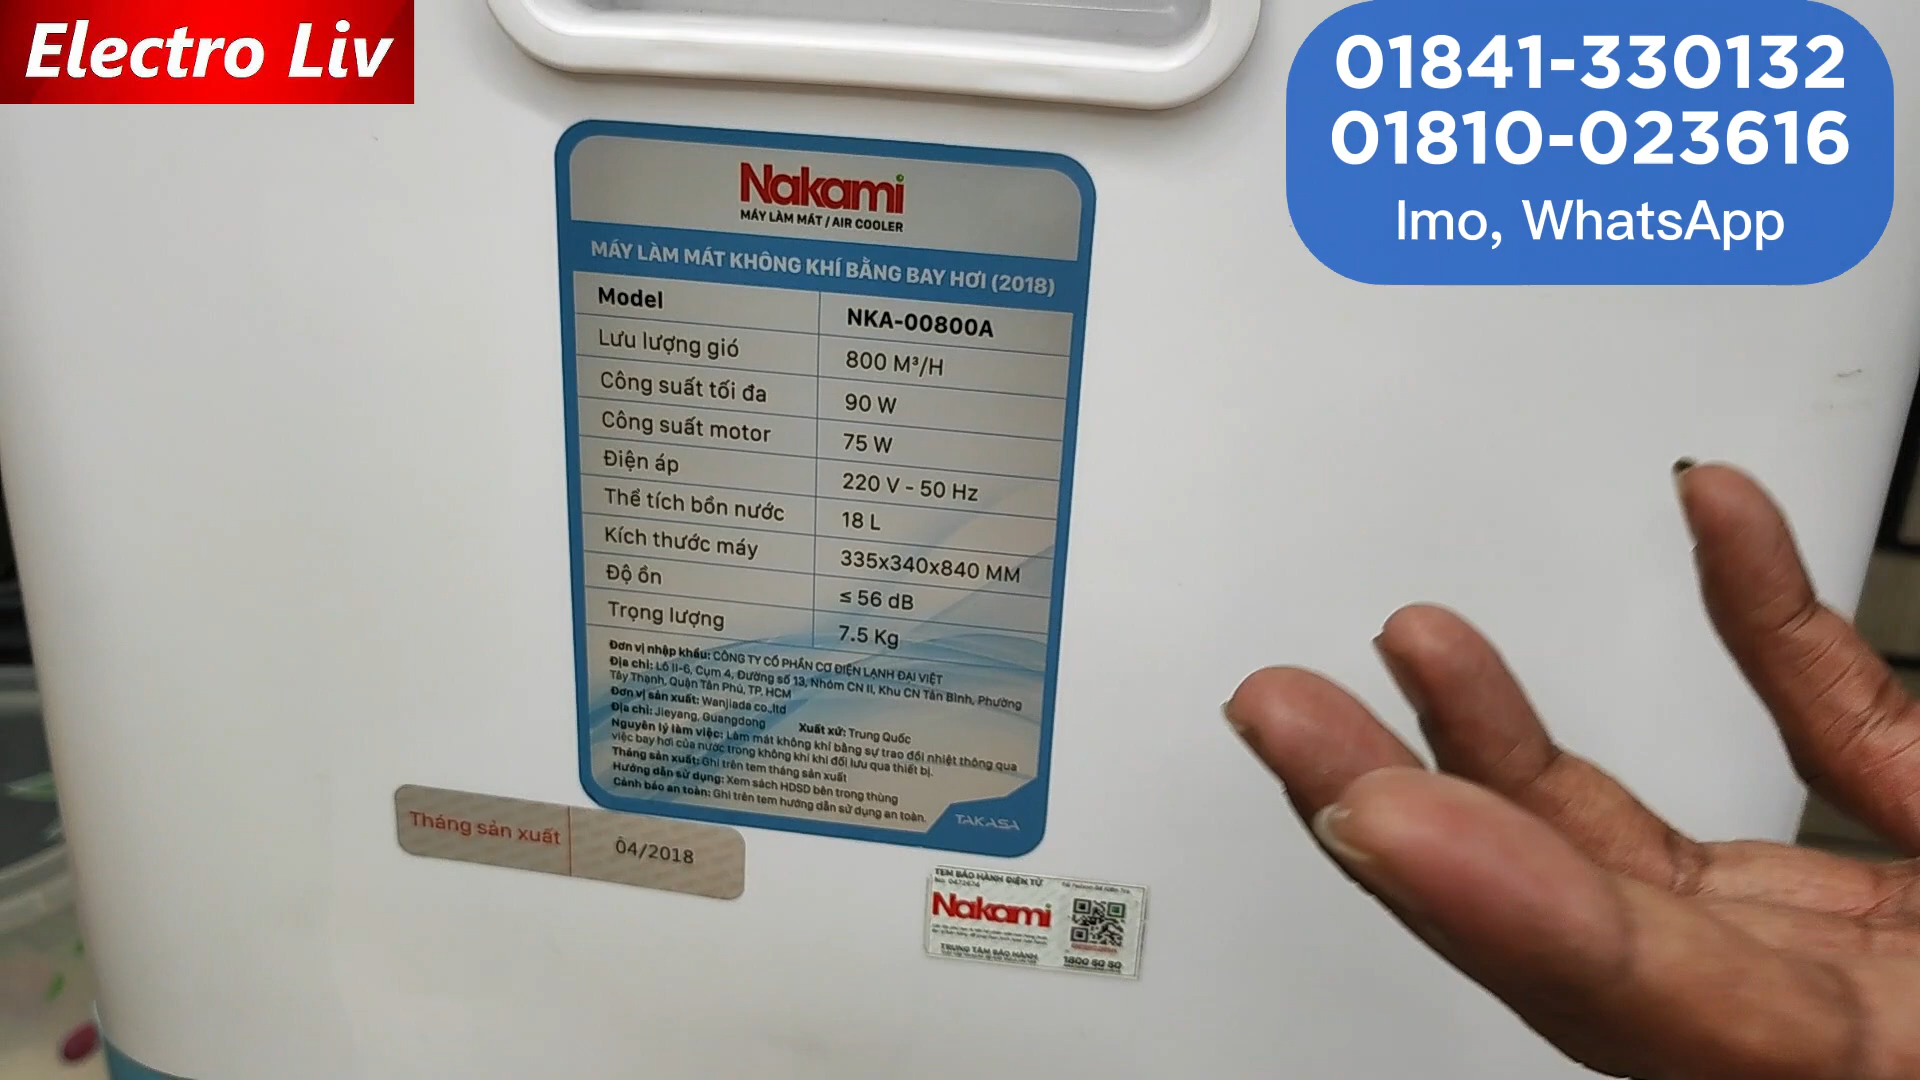 Electro Liv
01841-330132
01810-023616
Imo, WhatsApp
Nakami
MÁY LÀM MÁT / AIR COOLER
MÁY LÀM MÁT KHÔNG KHÍ BẰNG BAY HƠI (2018)
Model NKA-00800A
Lưu lượng gió 800 M³/H
Công suất tối đa 90 W
Công suất motor 75 W
Điện áp 220 V - 50 Hz
Thể tích bồn nước 18 L
Kích thước máy 335x340x840 MM
Độ ồn ≤ 56 dB
Trọng lượng 7.5 Kg
Đơn vị nhập khẩu: CÔNG TY CỔ PHẦN CƠ ĐIỆN LẠNH ĐẠI VIỆT
Địa chỉ: Lô II-6, Cụm 4, Đường số 13, Nhóm CN II, Khu CN Tân Bình, Phường
Tây Thạnh, Quận Tân Phú, TP. HCM
Đơn vị sản xuất: Wanjiada co.,ltd
Địa chỉ: Jieyang, Guangdong Xuất xứ: Trung Quốc
Nguyên lý làm việc: Làm mát không khí bằng sự trao đổi nhiệt thông qua
việc bay hơi của nước trong không khí khi đối lưu qua thiết bị.
Tháng sản xuất: Ghi trên tem tháng sản xuất
Hướng dẫn sử dụng: Xem sách HDSD bên trong thùng
Cảnh báo an toàn: Ghi trên tem hướng dẫn sử dụng an toàn.
TAKASA
Tháng sản xuất 04/2018
TEM BẢO HÀNH ĐIỆN TỬ
Nakami
TRUNG TÂM BẢO HÀNH